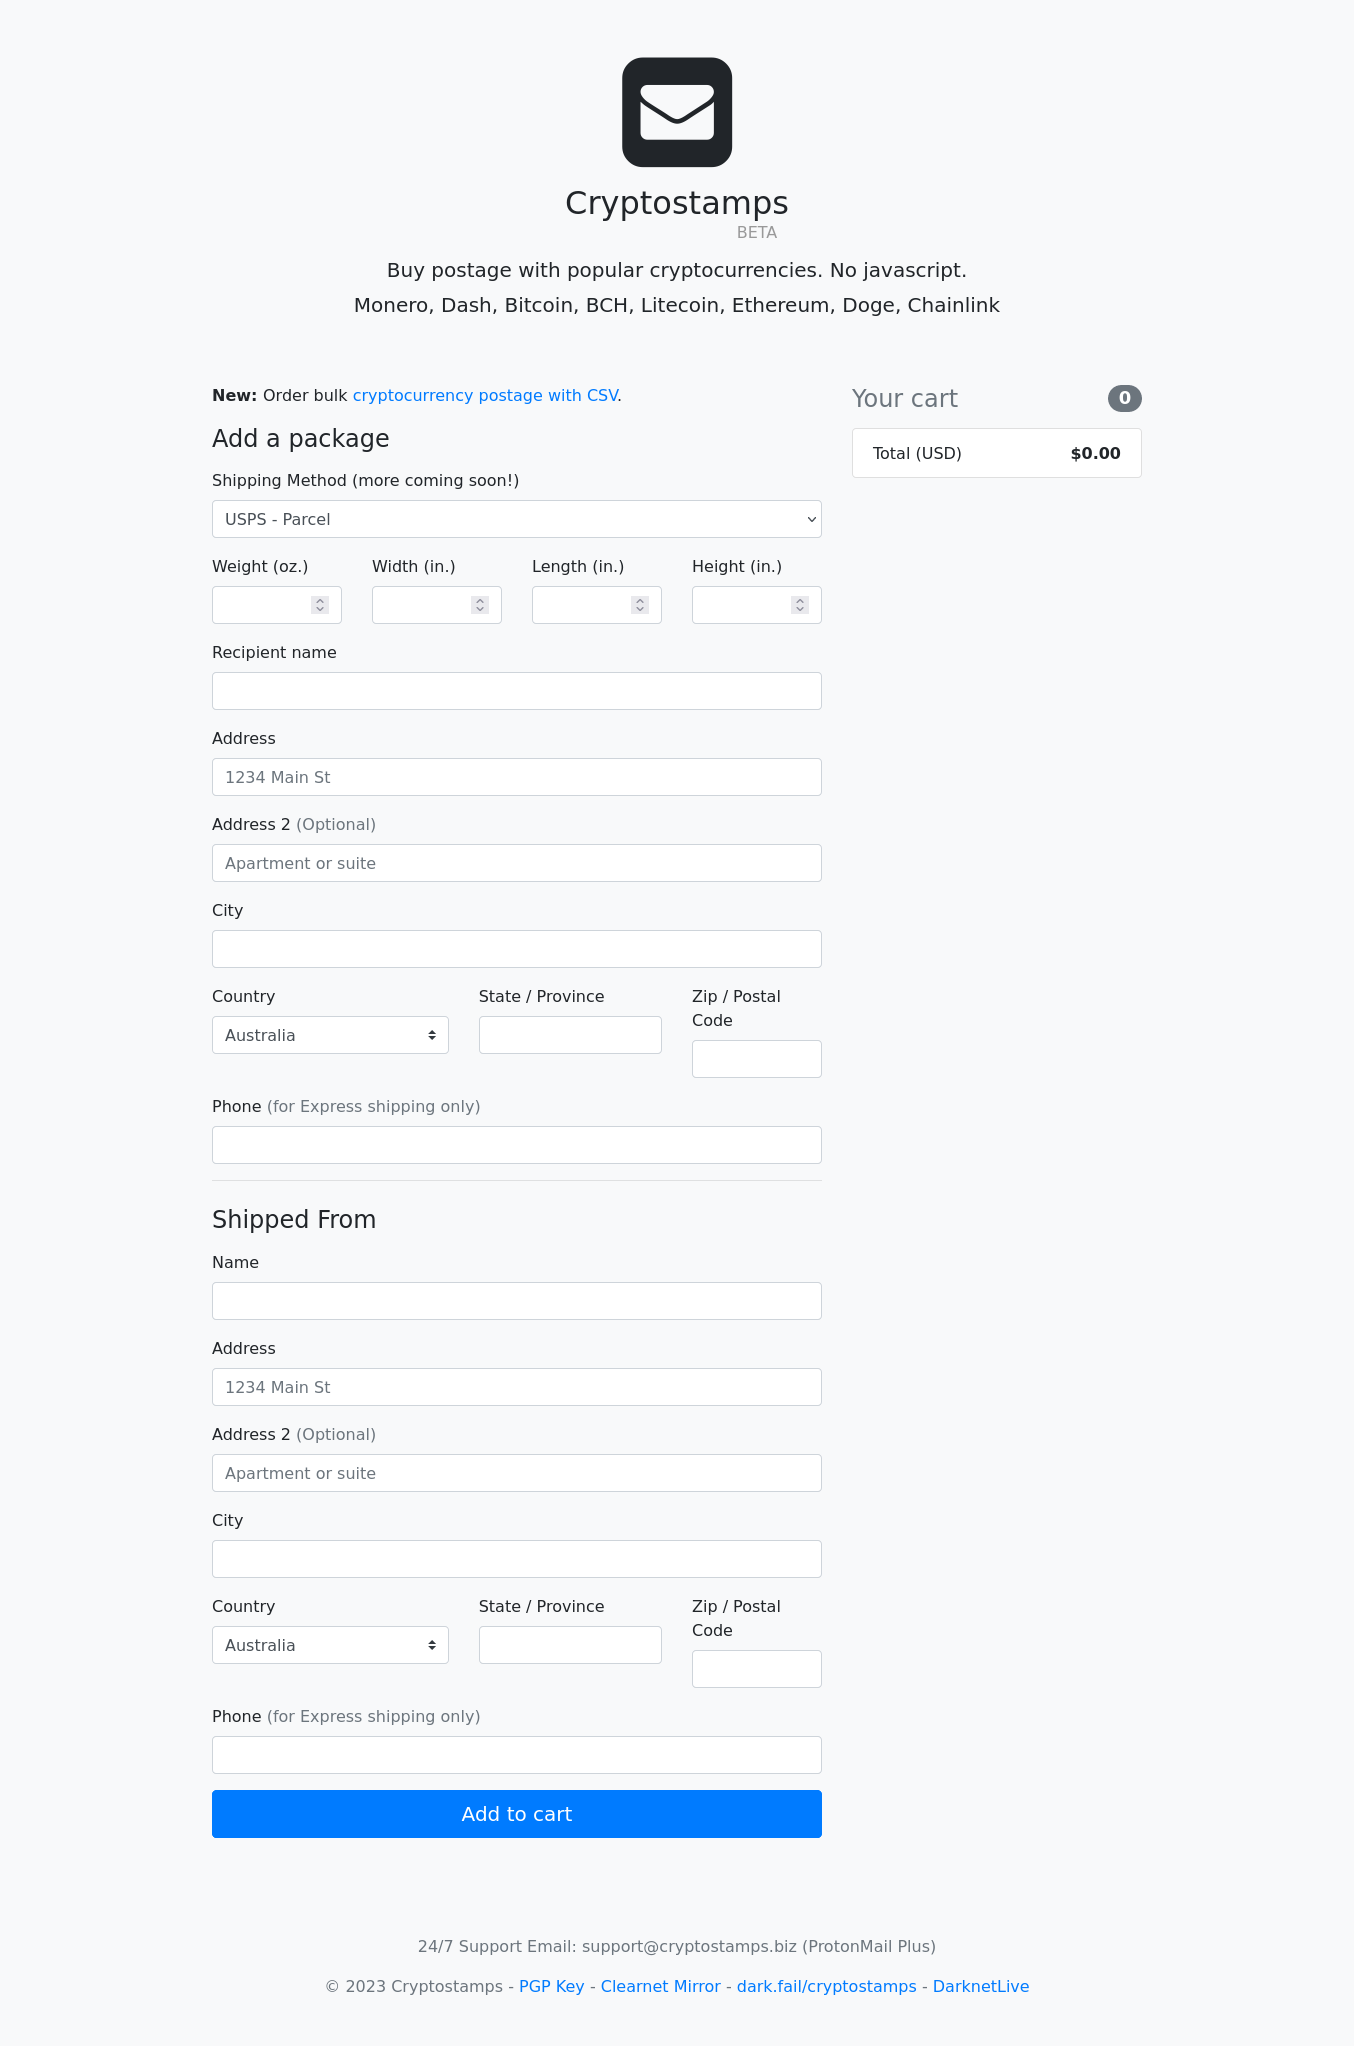 Cryptostamps
BETA
Buy postage with popular cryptocurrencies. No javascript.
Monero, Dash, Bitcoin, BCH, Litecoin, Ethereum, Doge, Chainlink
New: Order bulk cryptocurrency postage with CSV.
Add a package
Shipping Method (more coming soon!)
USPS - Parcel
Weight (oz.) Width (in.) Length (in.) Height (in.)
Recipient name
Address
1234 Main St
Address 2 (Optional)
Apartment or suite
City
Country State / Province Zip / Postal
Code
Australia
Phone (for Express shipping only)
Shipped From
Name
Address
1234 Main St
Address 2 (Optional)
Apartment or suite
City
Country State / Province Zip / Postal
Code
Australia
Phone (for Express shipping only)
Add to cart
Your cart 0
Total (USD) $0.00
24/7 Support Email: support@cryptostamps.biz (ProtonMail Plus)
© 2023 Cryptostamps - PGP Key - Clearnet Mirror - dark.fail/cryptostamps - DarknetLive